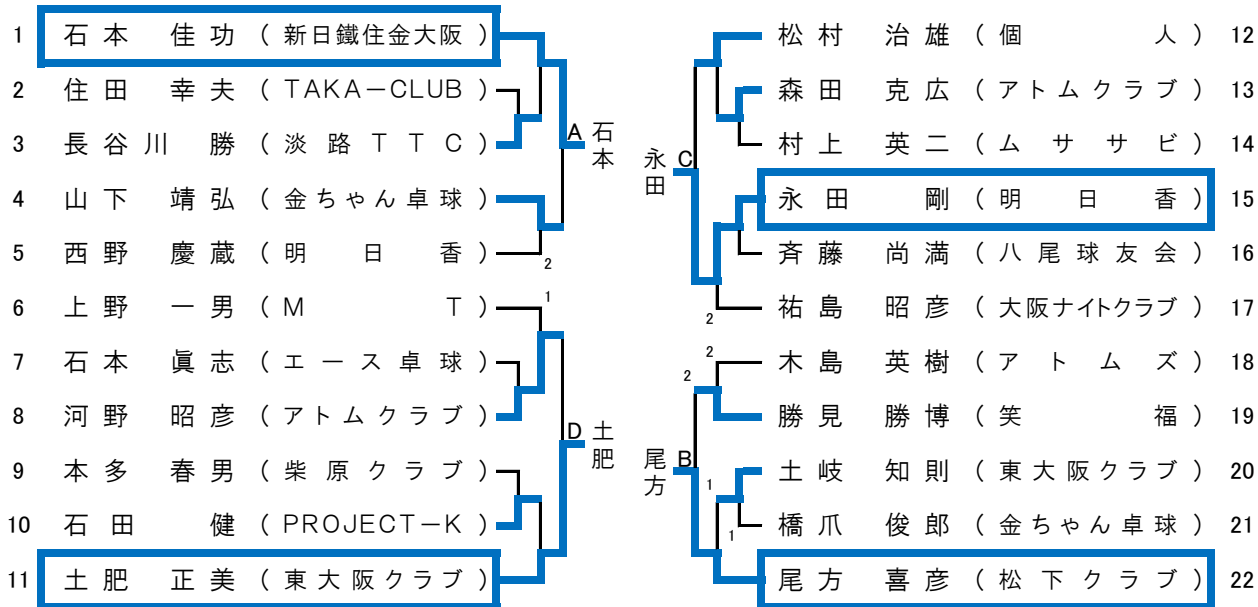 1 石本 佳功 (新日鐵住金大阪)
2 住田 幸夫 (TAKA-CLUB)
3 長谷川 勝 (淡路TTC)
4 山下 靖弘 (金ちゃん卓球)
5 西野 慶蔵 (明日香)
6 上野 一男 (MT)
7 石本 眞志 (エース卓球)
8 河野 昭彦 (アトムクラブ)
9 本多 春男 (柴原クラブ)
10 石田 健 (PROJECT-K)
11 土肥 正美 (東大阪クラブ)
A 石本
2
1
D 土肥
永田 C
2
2
2
尾方 B
1
1
松村 治雄 (個人) 12
森田 克広 (アトムクラブ) 13
村上 英二 (ムササビ) 14
永田 剛 (明日香) 15
斉藤 尚満 (八尾球友会) 16
祐島 昭彦 (大阪ナイトクラブ) 17
木島 英樹 (アトムズ) 18
勝見 勝博 (笑福) 19
土岐 知則 (東大阪クラブ) 20
橋爪 俊郎 (金ちゃん卓球) 21
尾方 喜彦 (松下クラブ) 22